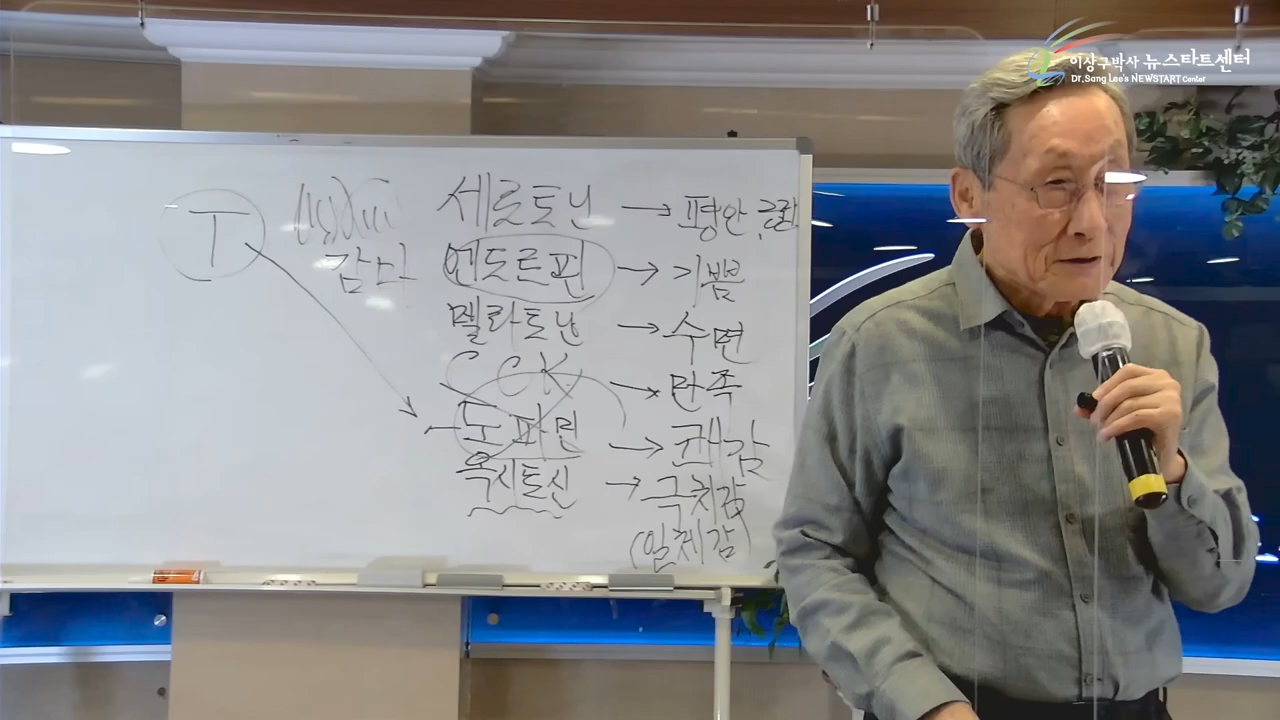 이상구박사 뉴스타트센터
Dr. Sang Lee's NEWSTART Center
T
세로토닌 → 평안,
감사 엔도르핀 → 기쁨
멜라토닌 → 수면
CCK → 만족
도파민 → 쾌감
옥시토신 → 극치감
(일체감)